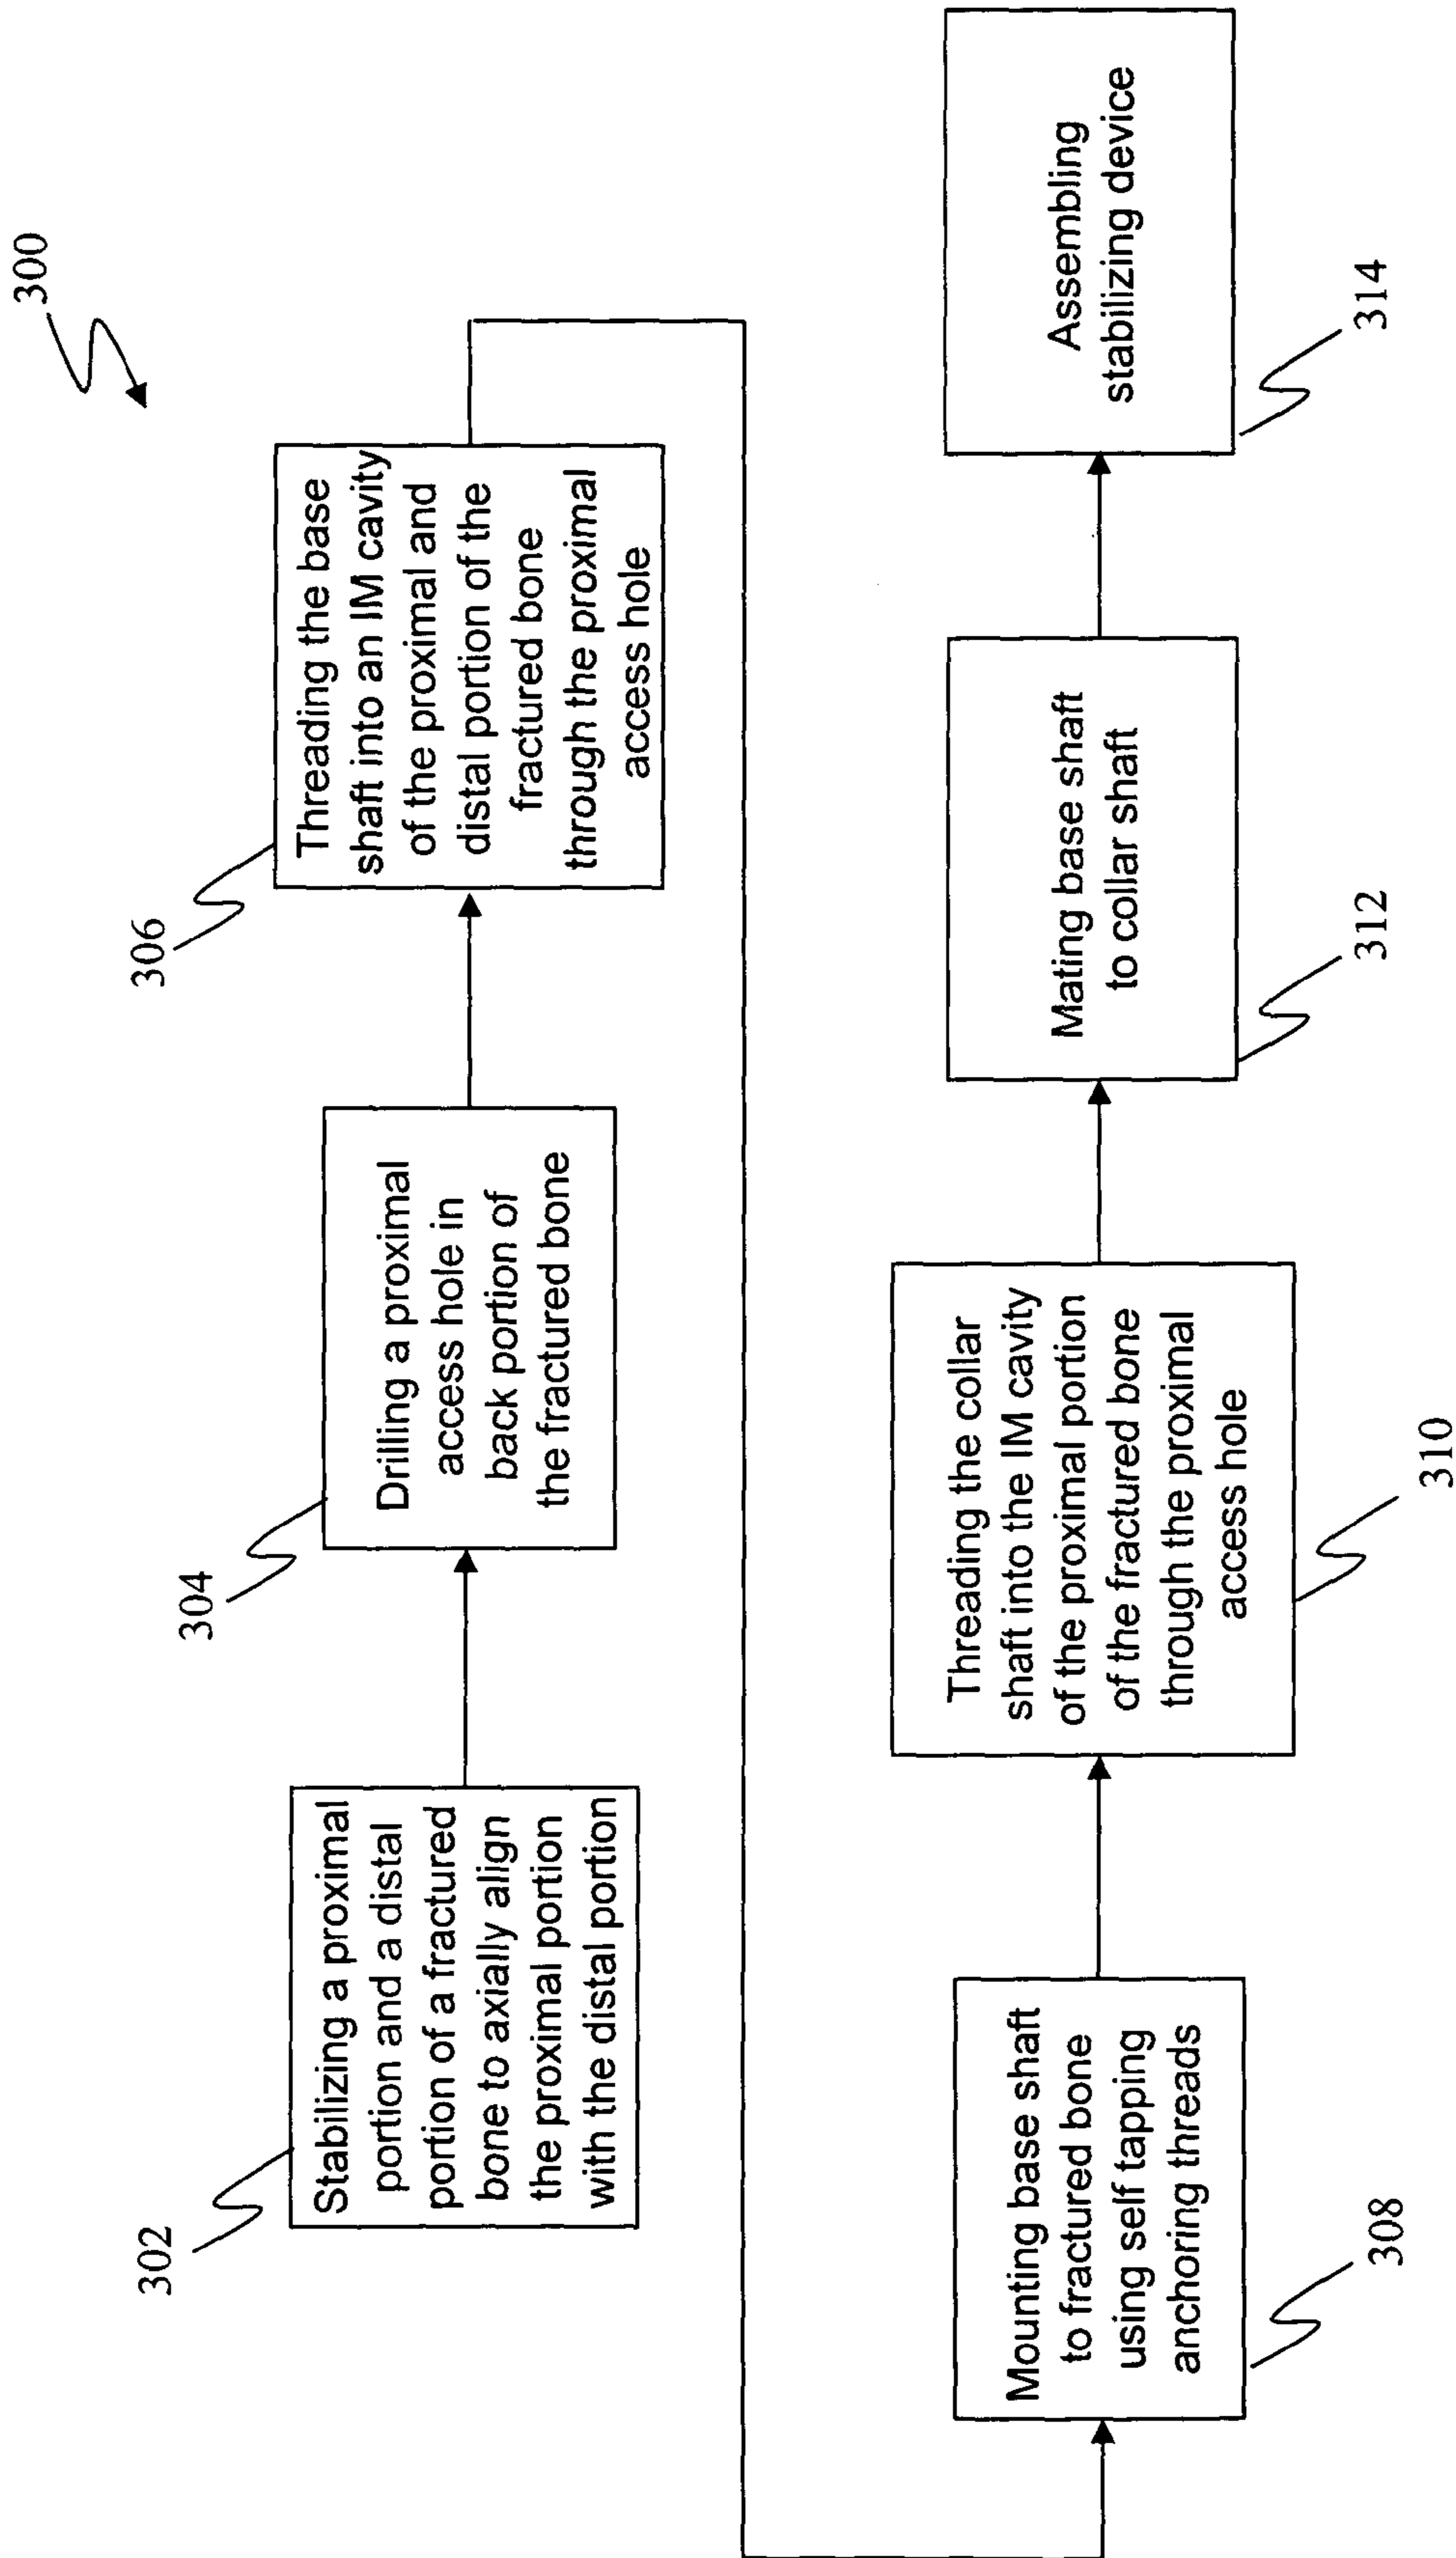 300
302
Stabilizing a proximal
portion and a distal
portion of a fractured
bone to axially align
the proximal portion
with the distal portion
304
Drilling a proximal
access hole in
back portion of
the fractured bone
306
Threading the base
shaft into an IM cavity
of the proximal and
distal portion of the
fractured bone
through the proximal
access hole
Mounting base shaft
to fractured bone
using self tapping
anchoring threads
308
Threading the collar
shaft into the IM cavity
of the proximal portion
of the fractured bone
through the proximal
access hole
310
Mating base shaft
to collar shaft
312
Assembling
stabilizing device
314